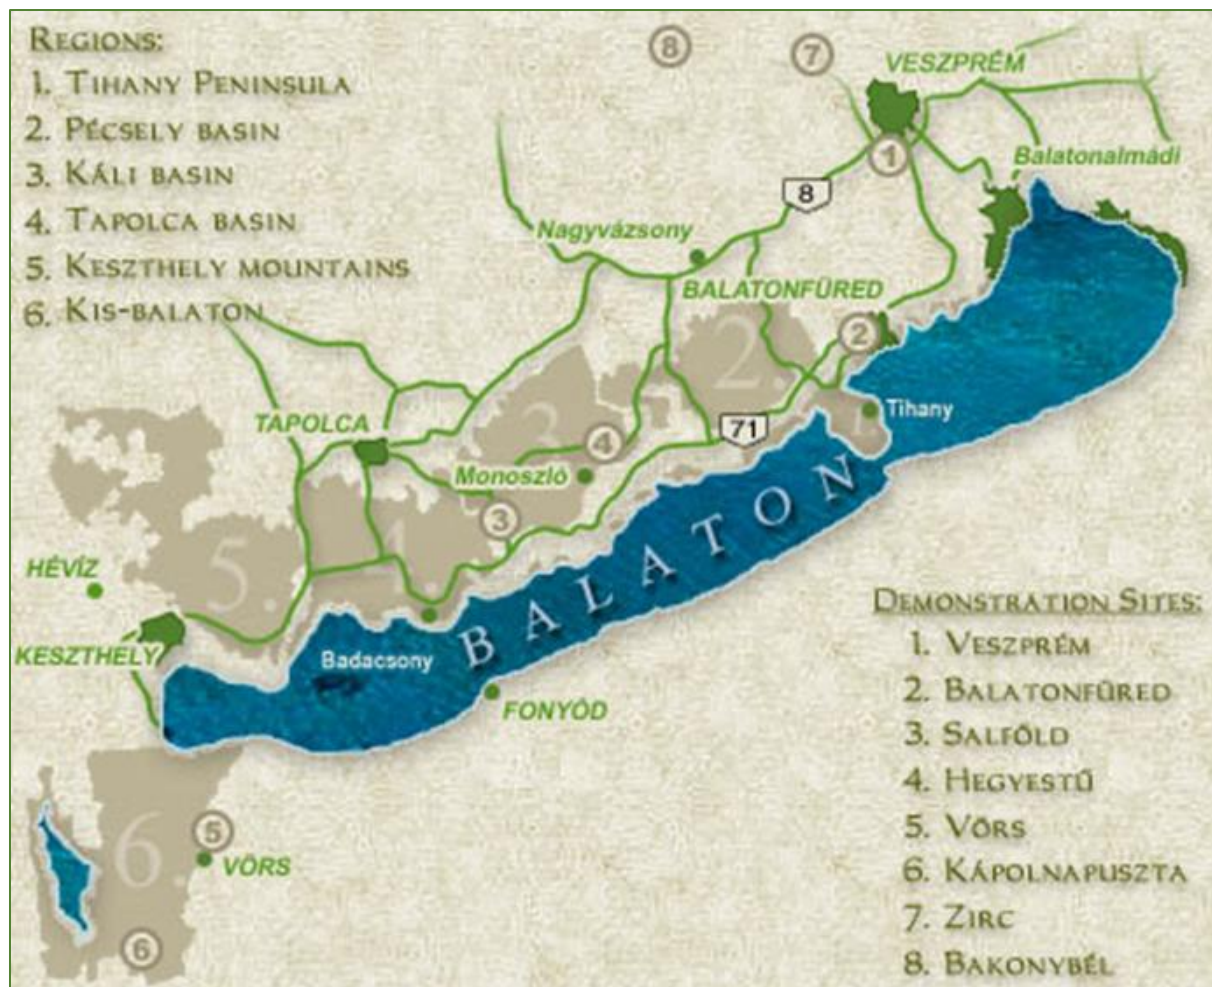 REGIONS:
1. TIHANY PENINSULA
2. PÉCSELY BASIN
3. KÁLI BASIN
4. TAPOLCA BASIN
5. KESZTHELY MOUNTAINS
6. KIS-BALATON
8
7
VESZPRÉM
1
Balatonalmádi
8
Nagyvázsony
BALATONFÜRED
2.
2
TAPOLCA
3.
4
71
1
Tihany
Monoszló
3
4.
5.
HÉVÍZ
KESZTHELY
Badacsony
BALATON
FONYÓD
6.
5
VÖRS
6
DEMONSTRATION SITES:
1. VESZPRÉM
2. BALATONFÜRED
3. SALFÖLD
4. HEGYESTŰ
5. VÖRS
6. KÁPOLNAPUSZTA
7. ZIRC
8. BAKONYBÉL